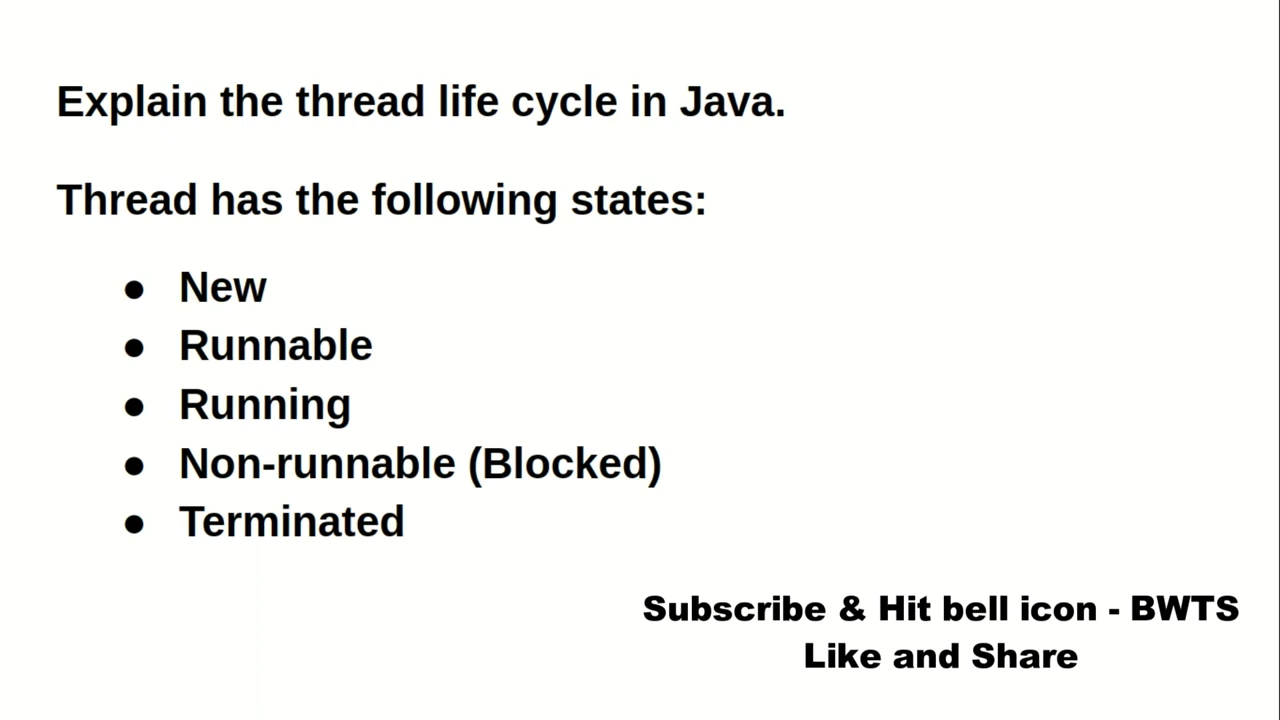 Explain the thread life cycle in Java.
Thread has the following states:
● New
● Runnable
● Running
● Non-runnable (Blocked)
● Terminated
Subscribe & Hit bell icon - BWTS
Like and Share